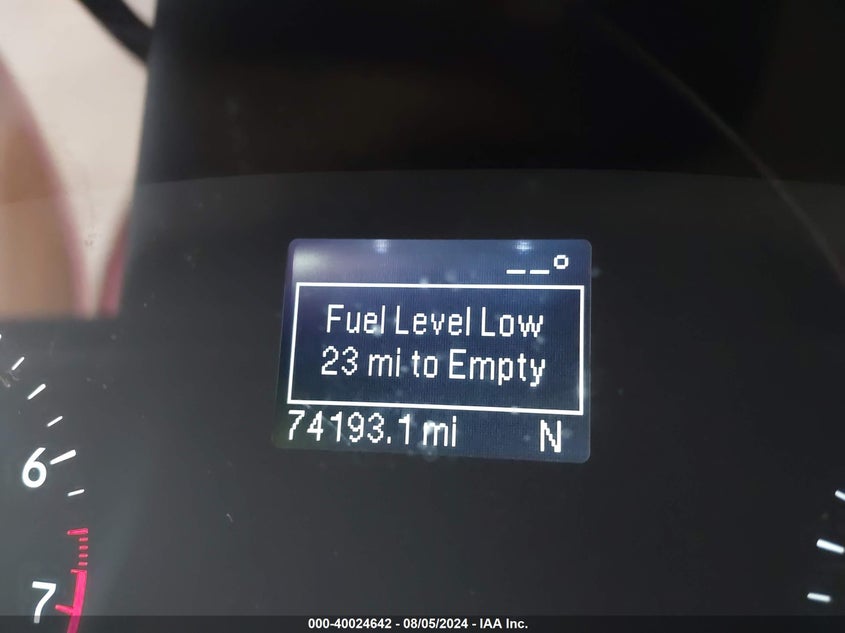 __°
Fuel Level Low
23 mi to Empty
74193.1 mi N
6
7
000-40024642 - 08/05/2024 - IAA Inc.